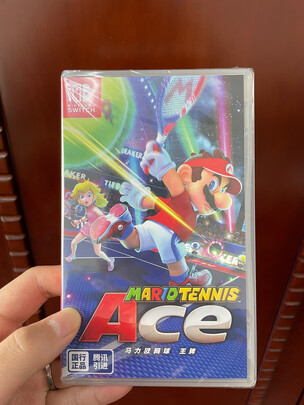 SWITCH
MARIO TENNIS
Ace
马力欧网球 王牌
国行
正品
腾讯
引进